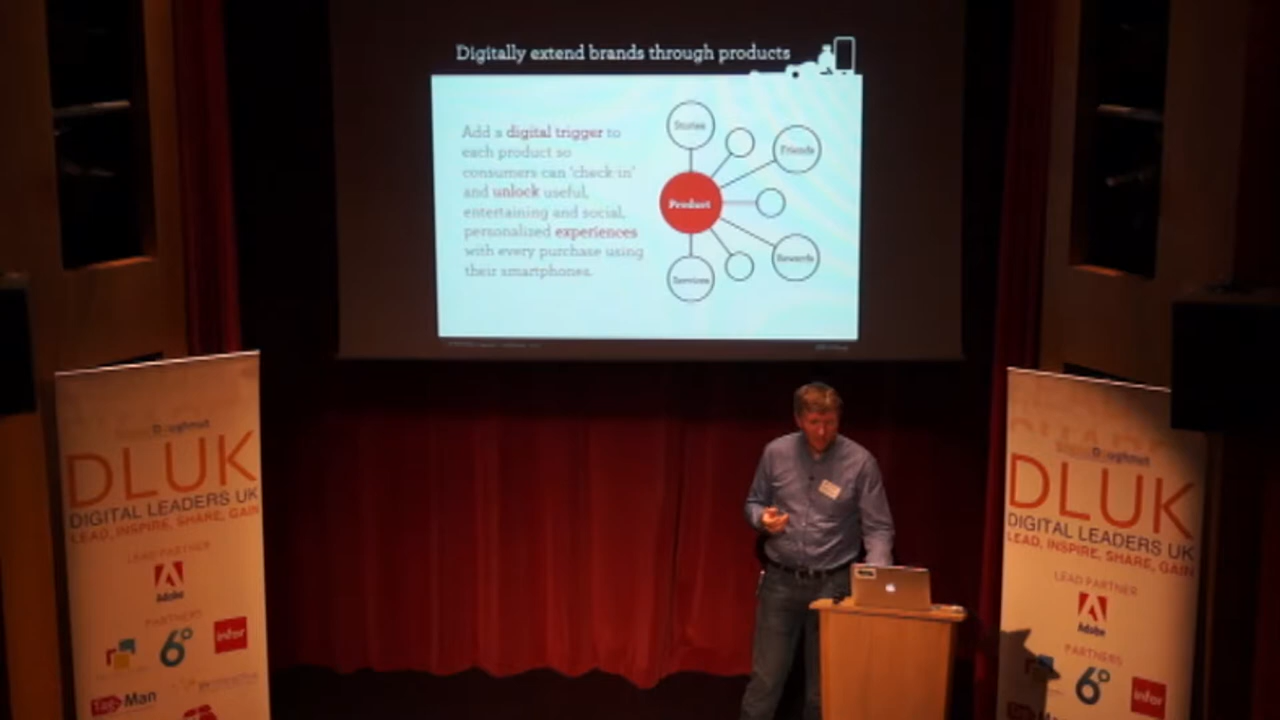 Digitally extend brands through products
Add a digital trigger to
each product so
consumers can 'check in'
and unlock useful,
entertaining and social,
personalized experiences
with every purchase using
their smartphones.
Stories
Friends
Product
Rewards
Services
Doughnut
DLUK
DIGITAL LEADERS UK
LEAD, INSPIRE, SHARE, GAIN
LEAD PARTNER
Adobe
PARTNERS
6°
infor
TagMan
Doughnut
DLUK
DIGITAL LEADERS UK
LEAD, INSPIRE, SHARE, GAIN
LEAD PARTNER
Adobe
PARTNERS
6°
infor